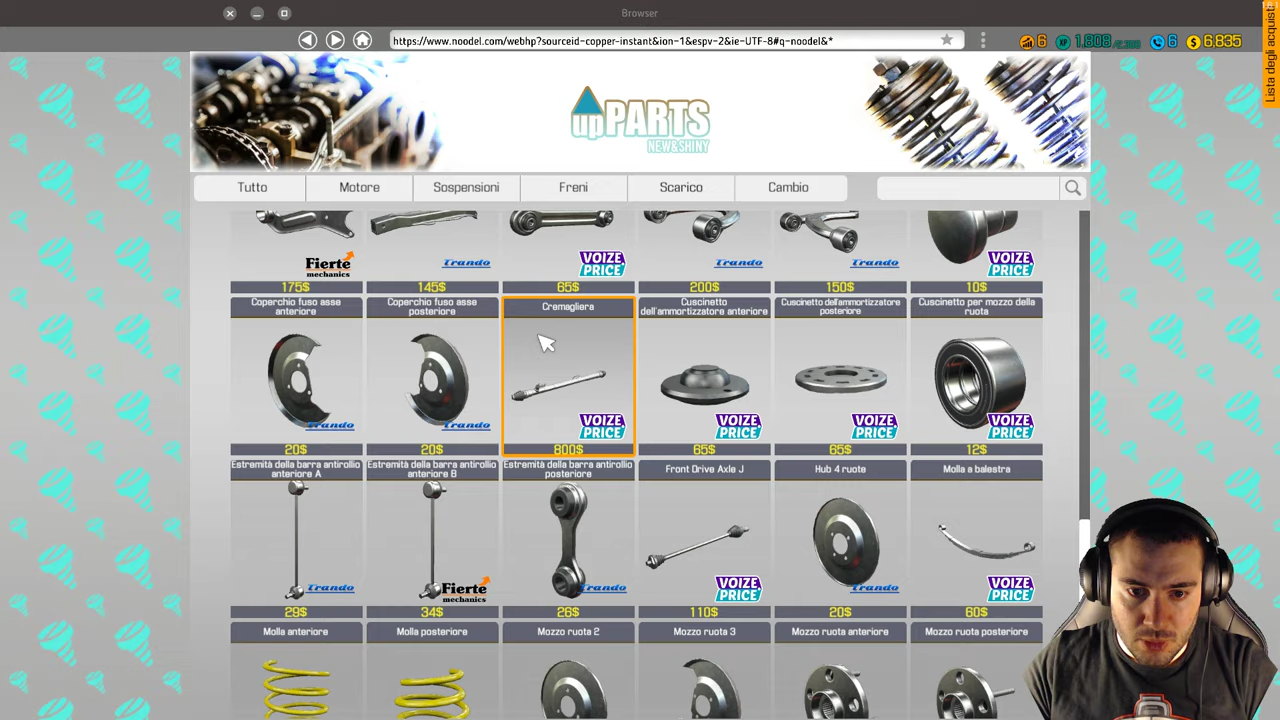 Browser
https://www.noodel.com/webhp?sourceid-copper-instant&ion-1&espv-2&ie-UTF-8#q-noodel&*
6 XP 1,808/2.300 6 $ 6,835
Lista degli acquisti
upPARTS
NEW&SHINY
Tutto Motore Sospensioni Freni Scarico Cambio
Fierte mechanics Trando VOIZE PRICE Trando Trando VOIZE PRICE
175$ 145$ 65$ 200$ 150$ 10$
Coperchio fuso asse anteriore
Coperchio fuso asse posteriore
Cremagliera
Cuscinetto dell'ammortizzatore anteriore
Cuscinetto dell'ammortizzatore posteriore
Cuscinetto per mozzo della ruota
Trando Trando VOIZE PRICE VOIZE PRICE VOIZE PRICE VOIZE PRICE
20$ 20$ 800$ 65$ 65$ 12$
Estremità della barra antirollio anteriore A
Estremità della barra antirollio anteriore B
Estremità della barra antirollio posteriore
Front Drive Axle J
Hub 4 ruote
Molla a balestra
Trando Fierte mechanics Trando VOIZE PRICE Trando VOIZE PRICE
29$ 34$ 26$ 110$ 20$ 60$
Molla anteriore Molla posteriore Mozzo ruota 2 Mozzo ruota 3 Mozzo ruota anteriore Mozzo ruota posteriore